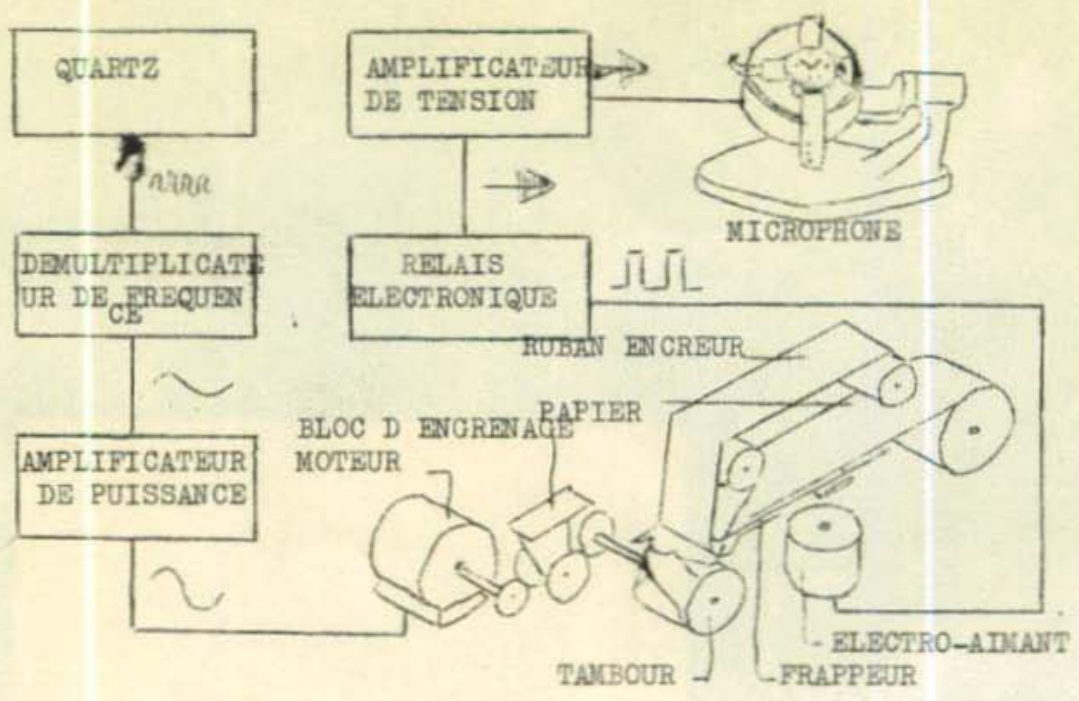 QUARTZ
AMPLIFICATEUR
DE TENSION
MICROPHONE
DEMULTIPLICATE
UR DE FREQUEN
CE
RELAIS
ELECTRONIQUE
RUBAN ENCREUR
PAPIER
BLOC D ENGRENAGE
MOTEUR
AMPLIFICATEUR
DE PUISSANCE
ELECTRO-AIMANT
TAMBOUR
FRAPPEUR